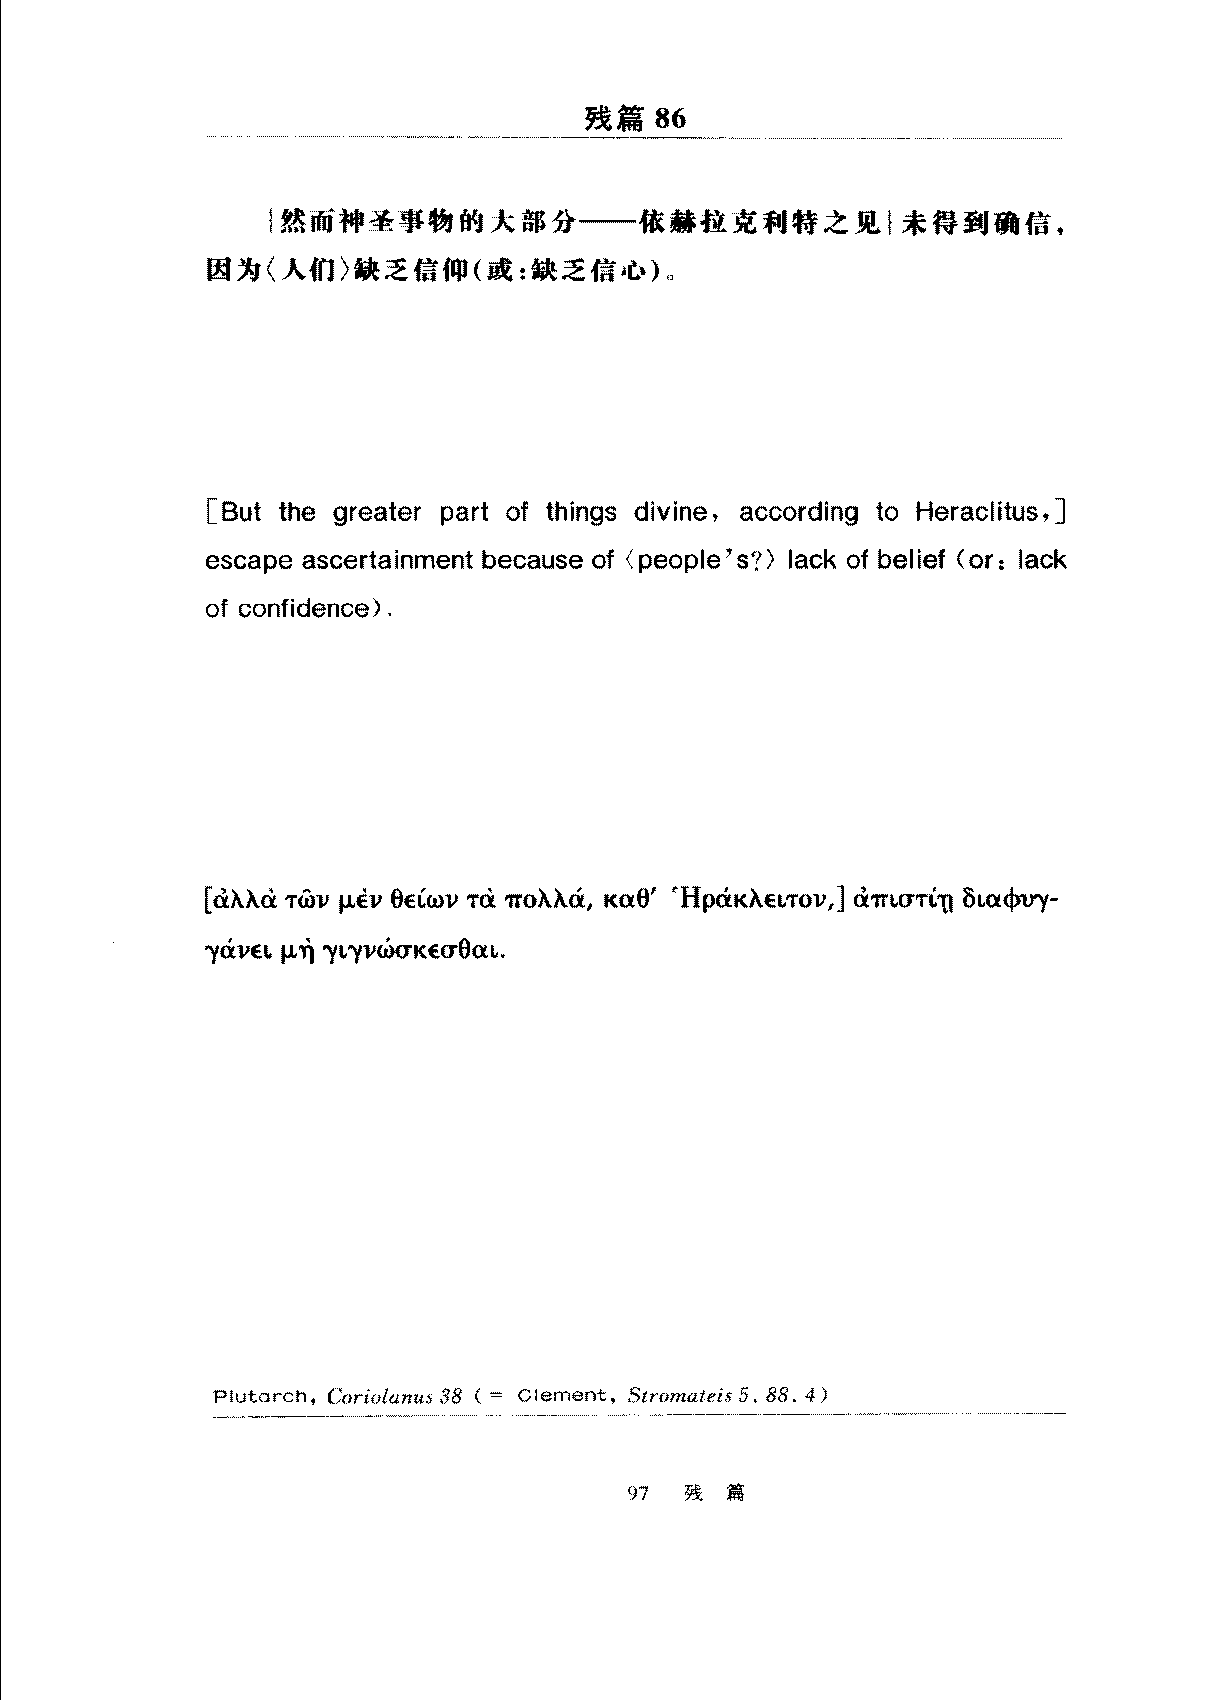 残篇 86
[然而神圣事物的大部分——依赫拉克利特之见]未得到确信，
因为〈人们〉缺乏信仰(或:缺乏信心)。
[But the greater part of things divine, according to Heraclitus,]
escape ascertainment because of 〈people's?〉 lack of belief (or: lack
of confidence).
[ἀλλὰ τῶν μὲν θείων τὰ πολλά, καθ' Ἡράκλειτον,] ἀπιστίῃ διαφυγ-
γάνει μὴ γιγνώσκεσθαι.
Plutarch, Coriolanus 38 (= Clement, Stromateis 5. 88. 4)
97 残 篇